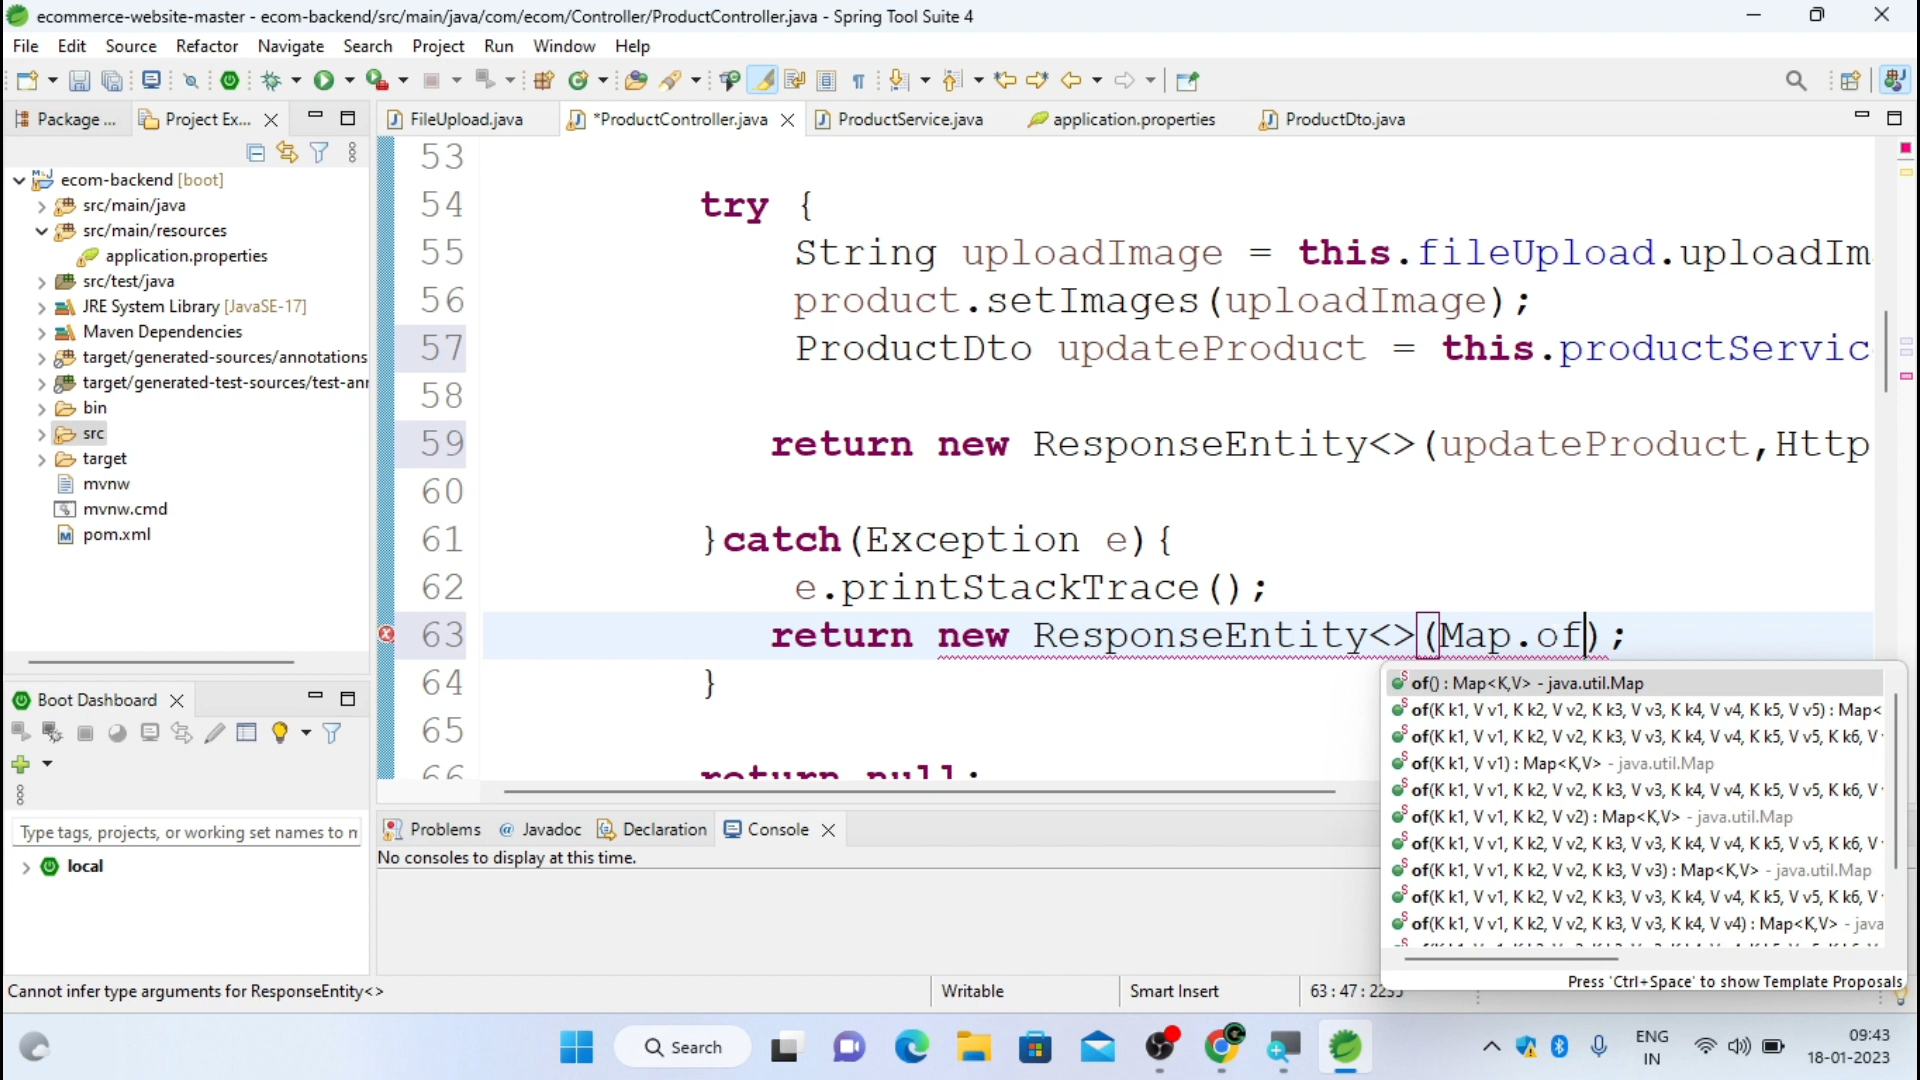 ecommerce-website-master - ecom-backend/src/main/java/com/ecom/Controller/ProductController.java - Spring Tool Suite 4
File Edit Source Refactor Navigate Search Project Run Window Help
Package ...
Project Ex...
FileUpload.java
*ProductController.java
ProductService.java
application.properties
ProductDto.java
ecom-backend [boot]
src/main/java
src/main/resources
application.properties
src/test/java
JRE System Library [JavaSE-17]
Maven Dependencies
target/generated-sources/annotations
target/generated-test-sources/test-ann
bin
src
target
mvnw
mvnw.cmd
pom.xml
53
54 try {
55 String uploadImage = this.fileUpload.uploadIm
56 product.setImages(uploadImage);
57 ProductDto updateProduct = this.productServic
58
59 return new ResponseEntity<>(updateProduct,Http
60
61 }catch(Exception e){
62 e.printStackTrace();
63 return new ResponseEntity<>(Map.of);
64 }
65
66 return null;
of() : Map<K,V> - java.util.Map
of(K k1, V v1, K k2, V v2, K k3, V v3, K k4, V v4, K k5, V v5) : Map<
of(K k1, V v1, K k2, V v2, K k3, V v3, K k4, V v4, K k5, V v5, K k6, V
of(K k1, V v1) : Map<K,V> - java.util.Map
of(K k1, V v1, K k2, V v2, K k3, V v3, K k4, V v4, K k5, V v5, K k6, V
of(K k1, V v1, K k2, V v2) : Map<K,V> - java.util.Map
of(K k1, V v1, K k2, V v2, K k3, V v3, K k4, V v4, K k5, V v5, K k6, V
of(K k1, V v1, K k2, V v2, K k3, V v3) : Map<K,V> - java.util.Map
of(K k1, V v1, K k2, V v2, K k3, V v3, K k4, V v4, K k5, V v5, K k6, V
of(K k1, V v1, K k2, V v2, K k3, V v3, K k4, V v4) : Map<K,V> - java
Press 'Ctrl+Space' to show Template Proposals
Boot Dashboard
Type tags, projects, or working set names to m
local
Problems
Javadoc
Declaration
Console
No consoles to display at this time.
Cannot infer type arguments for ResponseEntity<>
Writable
Smart Insert
63 : 47 : 2235
Search
ENG
IN
09:43
18-01-2023